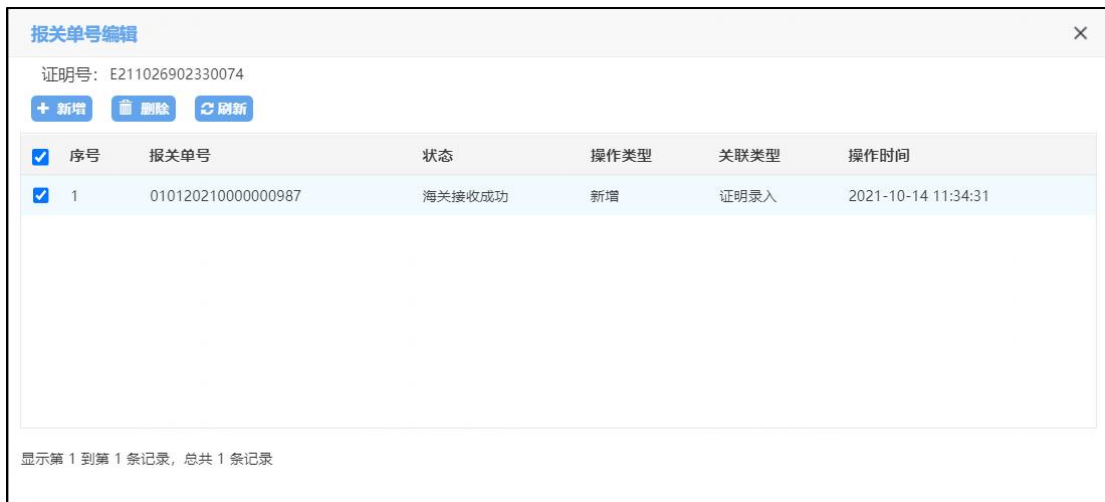 报关单号编辑
证明号: E211026902330074
新增 删除 刷新
序号 报关单号 状态 操作类型 关联类型 操作时间
1 010120210000000987 海关接收成功 新增 证明录入 2021-10-14 11:34:31
显示第 1 到第 1 条记录, 总共 1 条记录